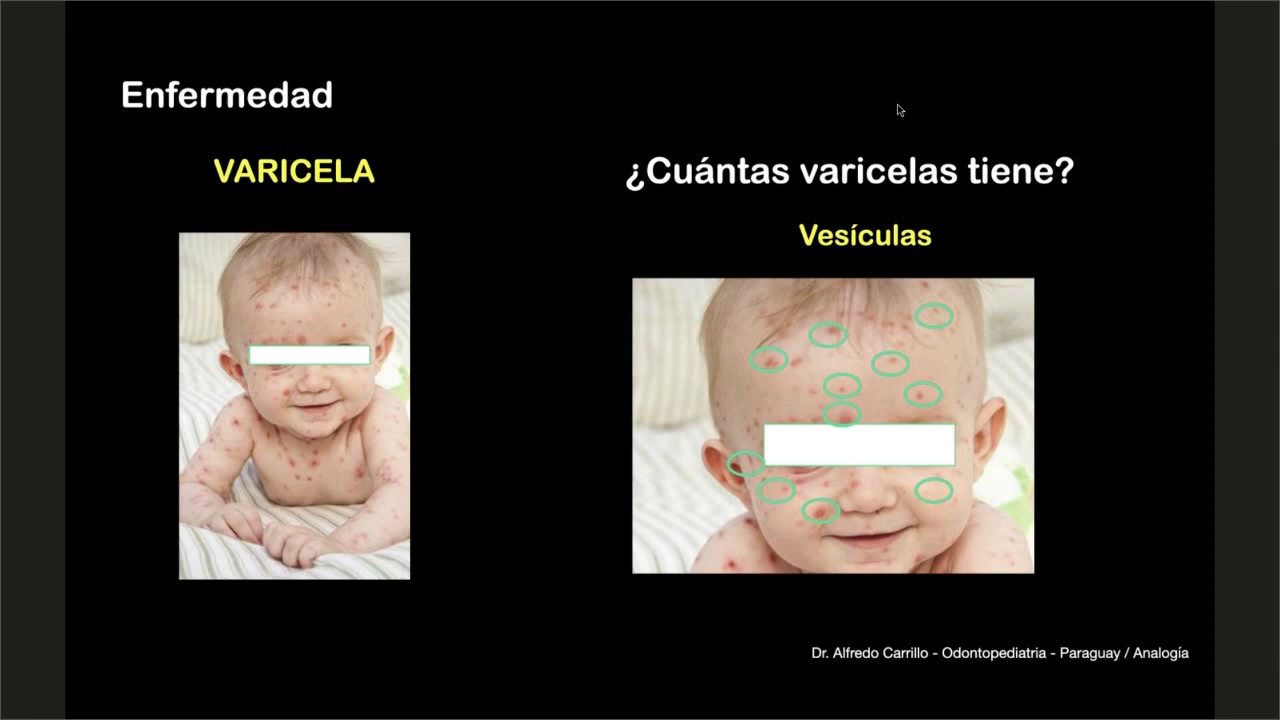 Enfermedad
VARICELA
¿Cuántas varicelas tiene?
Vesículas
Dr. Alfredo Carrillo - Odontopediatria - Paraguay / Analogía